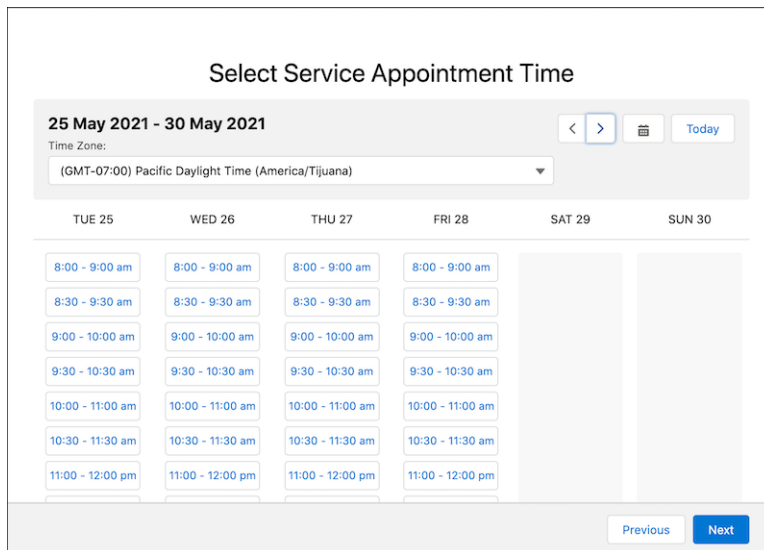 Select Service Appointment Time
25 May 2021 - 30 May 2021
Today
Time Zone:
(GMT-07:00) Pacific Daylight Time (America/Tijuana)
TUE 25 WED 26 THU 27 FRI 28 SAT 29 SUN 30
8:00 - 9:00 am 8:00 - 9:00 am 8:00 - 9:00 am 8:00 - 9:00 am
8:30 - 9:30 am 8:30 - 9:30 am 8:30 - 9:30 am 8:30 - 9:30 am
9:00 - 10:00 am 9:00 - 10:00 am 9:00 - 10:00 am 9:00 - 10:00 am
9:30 - 10:30 am 9:30 - 10:30 am 9:30 - 10:30 am 9:30 - 10:30 am
10:00 - 11:00 am 10:00 - 11:00 am 10:00 - 11:00 am 10:00 - 11:00 am
10:30 - 11:30 am 10:30 - 11:30 am 10:30 - 11:30 am 10:30 - 11:30 am
11:00 - 12:00 pm 11:00 - 12:00 pm 11:00 - 12:00 pm 11:00 - 12:00 pm
Previous Next